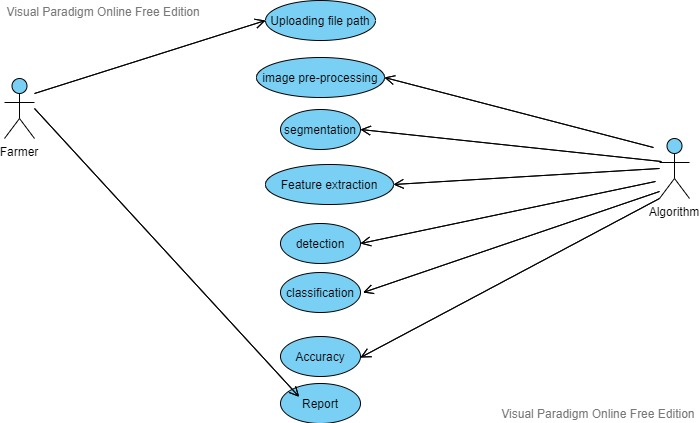 Visual Paradigm Online Free Edition
Uploading file path
image pre-processing
segmentation
Farmer
Feature extraction
Algorithm
detection
classification
Accuracy
Report
Visual Paradigm Online Free Edition